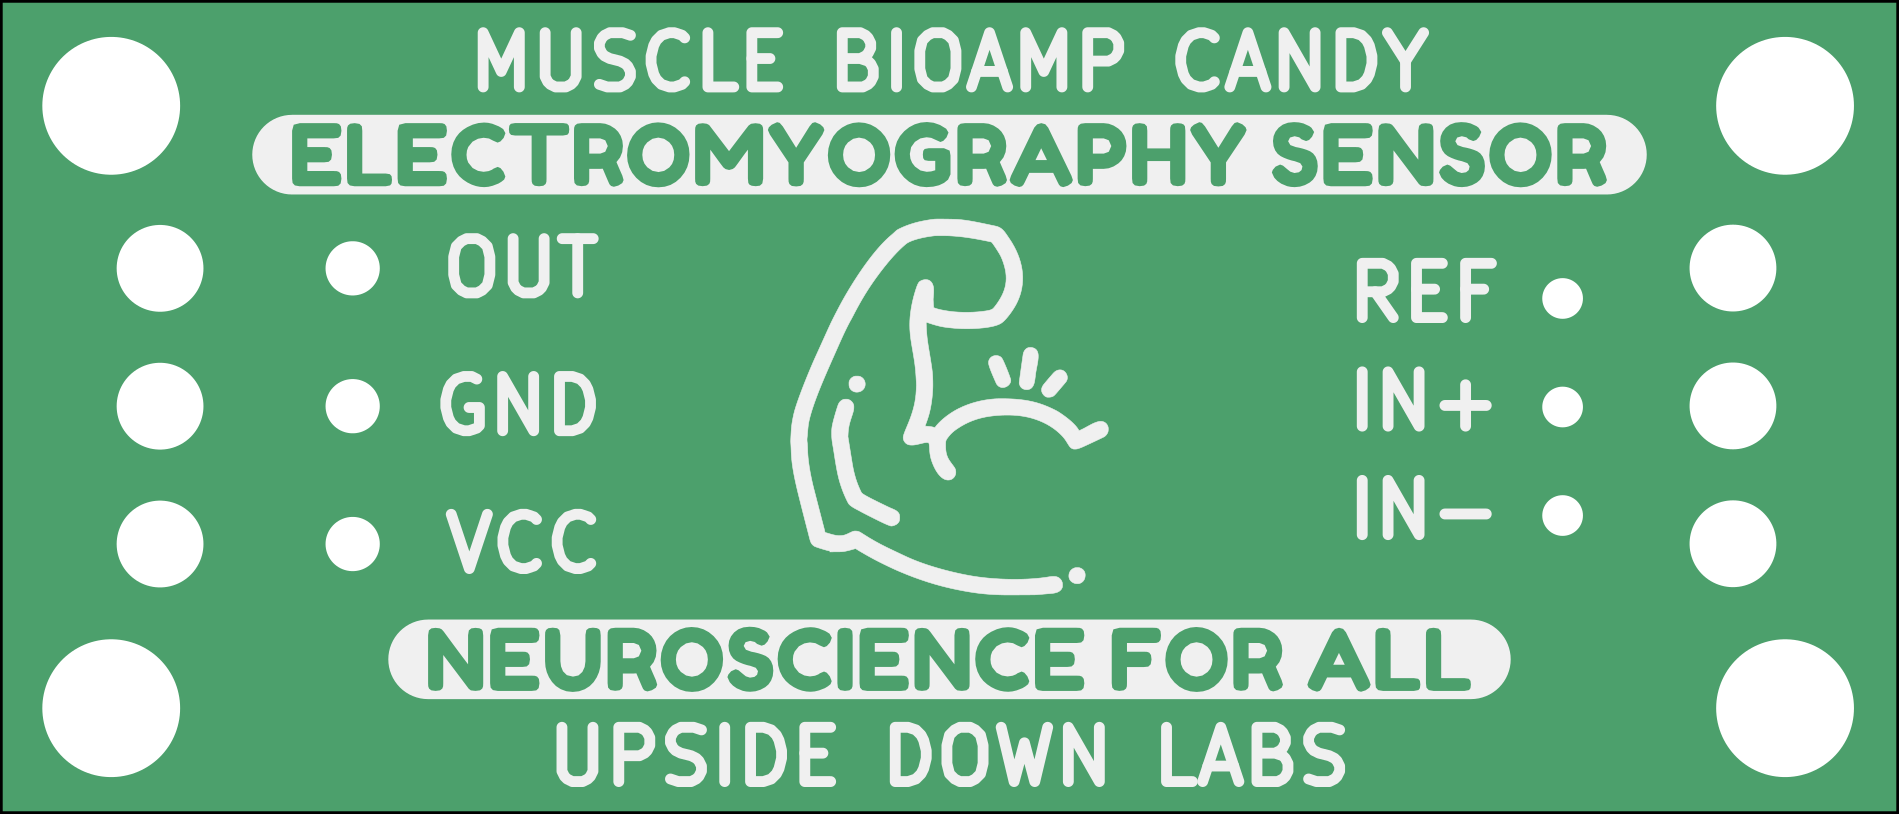 MUSCLE BIOAMP CANDY
ELECTROMYOGRAPHY SENSOR
OUT
GND
VCC
REF
IN+
IN−
NEUROSCIENCE FOR ALL
UPSIDE DOWN LABS